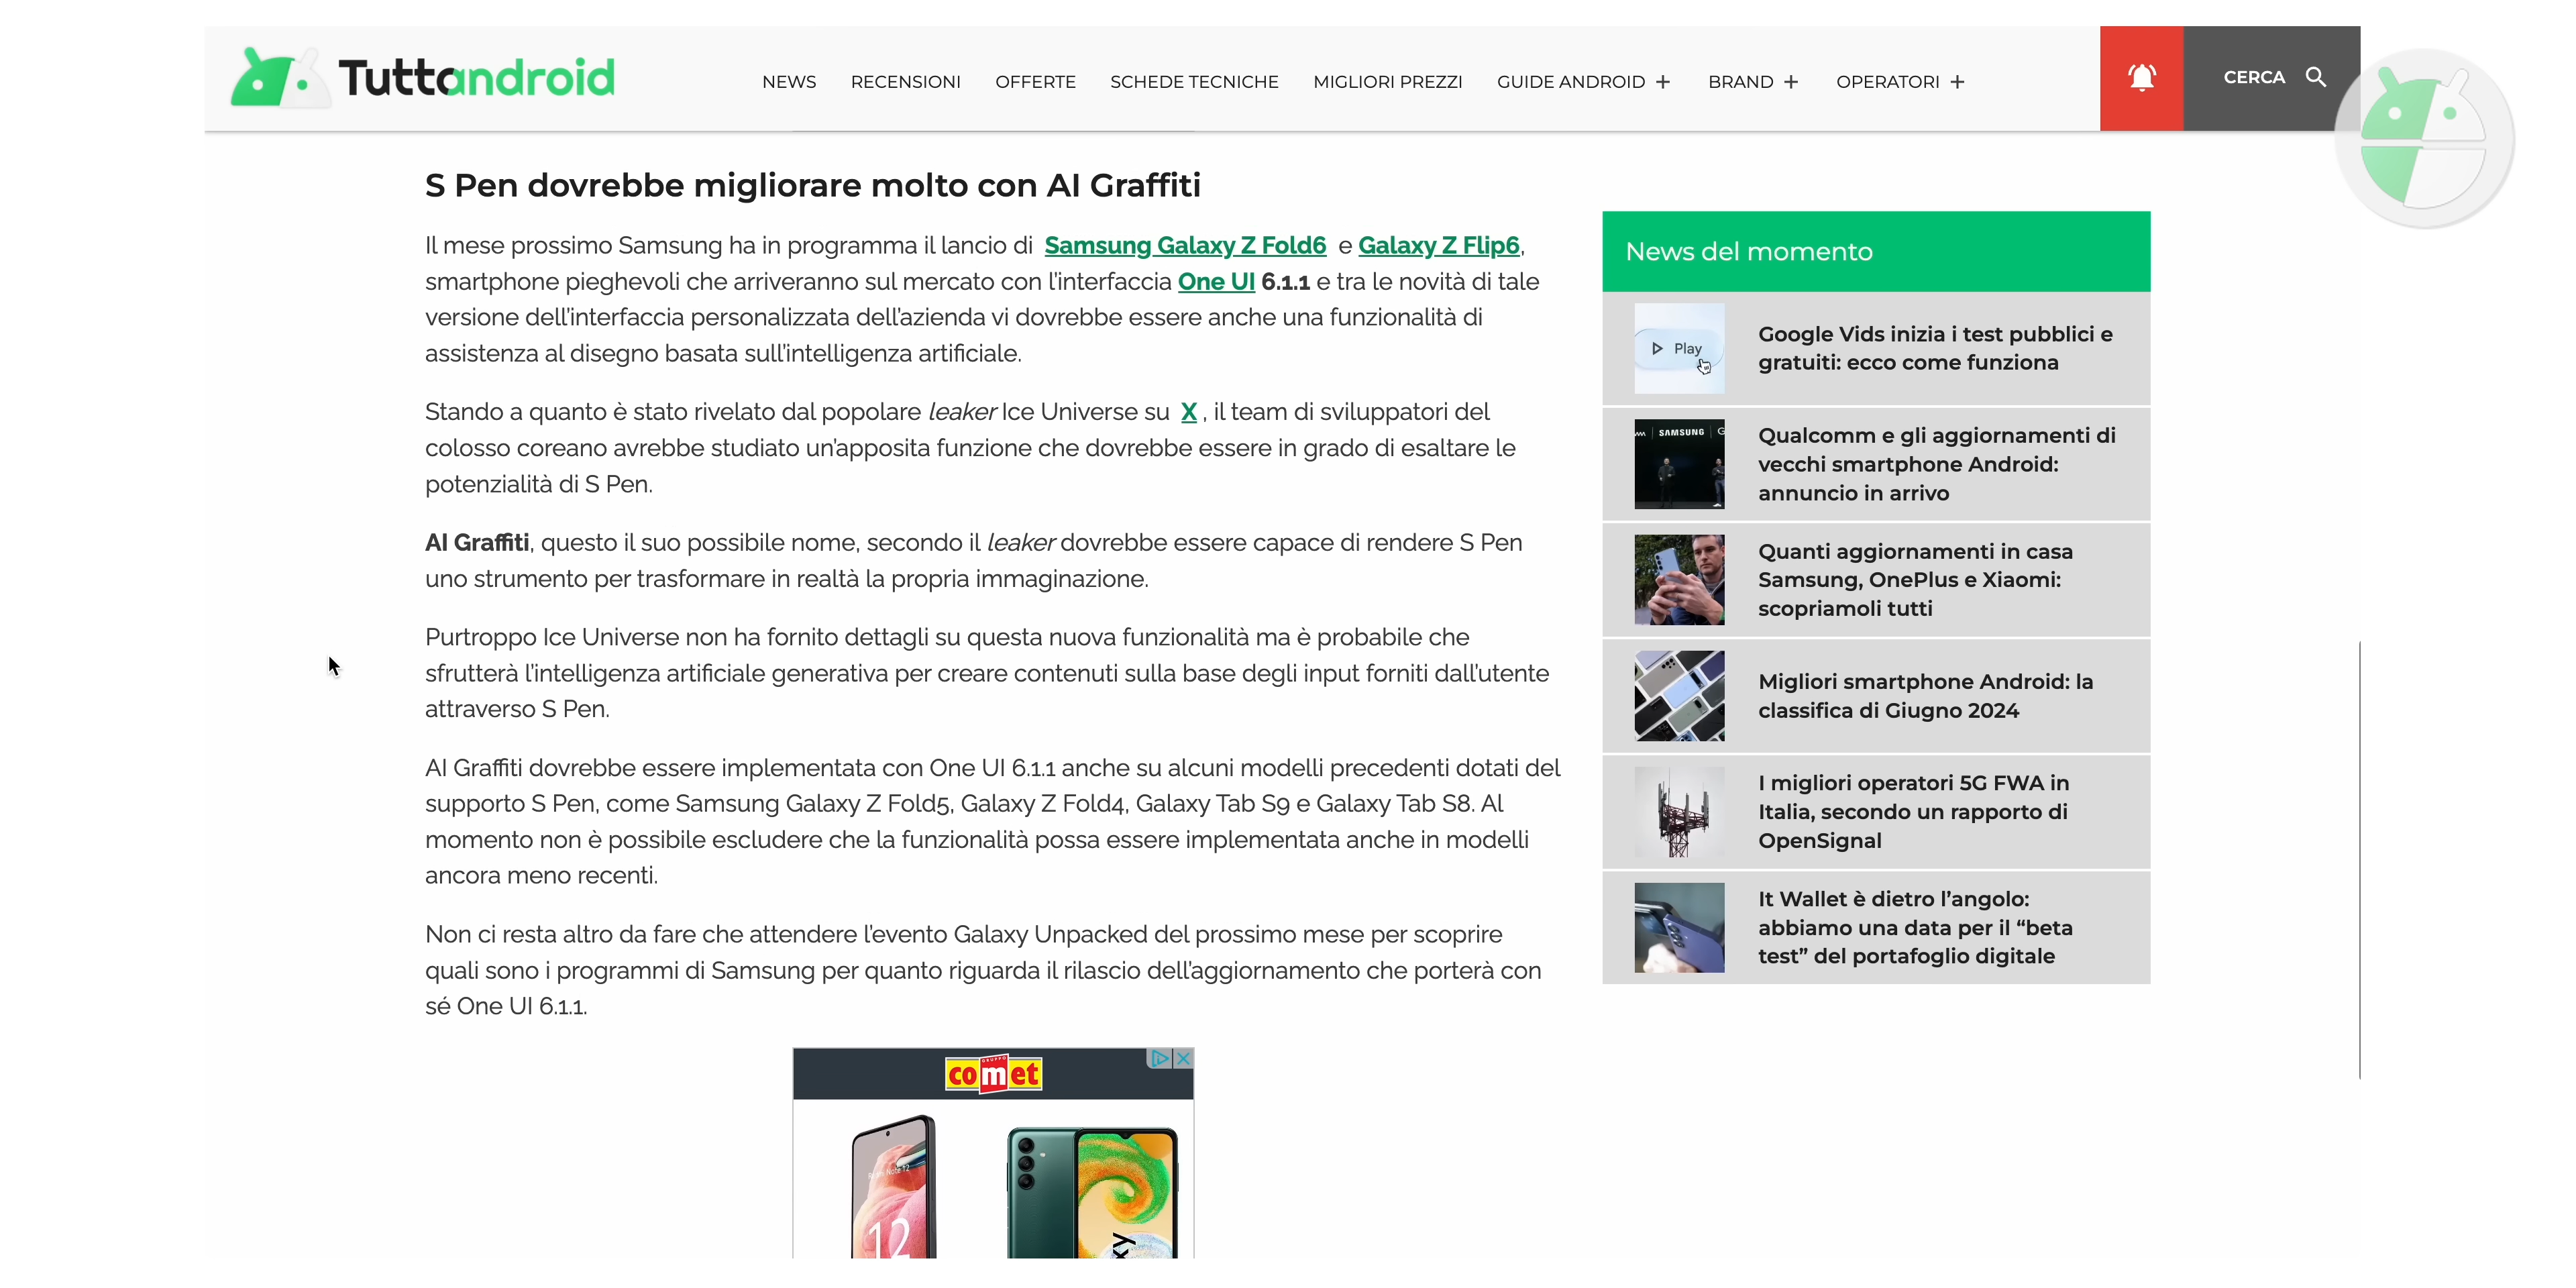 Tuttoandroid
NEWS RECENSIONI OFFERTE SCHEDE TECNICHE MIGLIORI PREZZI GUIDE ANDROID + BRAND + OPERATORI +
CERCA
S Pen dovrebbe migliorare molto con AI Graffiti
Il mese prossimo Samsung ha in programma il lancio di Samsung Galaxy Z Fold6 e Galaxy Z Flip6,
smartphone pieghevoli che arriveranno sul mercato con l’interfaccia One UI 6.1.1 e tra le novità di tale
versione dell’interfaccia personalizzata dell’azienda vi dovrebbe essere anche una funzionalità di
assistenza al disegno basata sull’intelligenza artificiale.
Stando a quanto è stato rivelato dal popolare leaker Ice Universe su X , il team di sviluppatori del
colosso coreano avrebbe studiato un’apposita funzione che dovrebbe essere in grado di esaltare le
potenzialità di S Pen.
AI Graffiti, questo il suo possibile nome, secondo il leaker dovrebbe essere capace di rendere S Pen
uno strumento per trasformare in realtà la propria immaginazione.
Purtroppo Ice Universe non ha fornito dettagli su questa nuova funzionalità ma è probabile che
sfrutterà l’intelligenza artificiale generativa per creare contenuti sulla base degli input forniti dall’utente
attraverso S Pen.
AI Graffiti dovrebbe essere implementata con One UI 6.1.1 anche su alcuni modelli precedenti dotati del
supporto S Pen, come Samsung Galaxy Z Fold5, Galaxy Z Fold4, Galaxy Tab S9 e Galaxy Tab S8. Al
momento non è possibile escludere che la funzionalità possa essere implementata anche in modelli
ancora meno recenti.
Non ci resta altro da fare che attendere l’evento Galaxy Unpacked del prossimo mese per scoprire
quali sono i programmi di Samsung per quanto riguarda il rilascio dell’aggiornamento che porterà con
sé One UI 6.1.1.
GRUPPO
comet
12
News del momento
Play
Google Vids inizia i test pubblici e
gratuiti: ecco come funziona
SAMSUNG
Qualcomm e gli aggiornamenti di
vecchi smartphone Android:
annuncio in arrivo
Quanti aggiornamenti in casa
Samsung, OnePlus e Xiaomi:
scopriamoli tutti
Migliori smartphone Android: la
classifica di Giugno 2024
I migliori operatori 5G FWA in
Italia, secondo un rapporto di
OpenSignal
It Wallet è dietro l’angolo:
abbiamo una data per il “beta
test” del portafoglio digitale